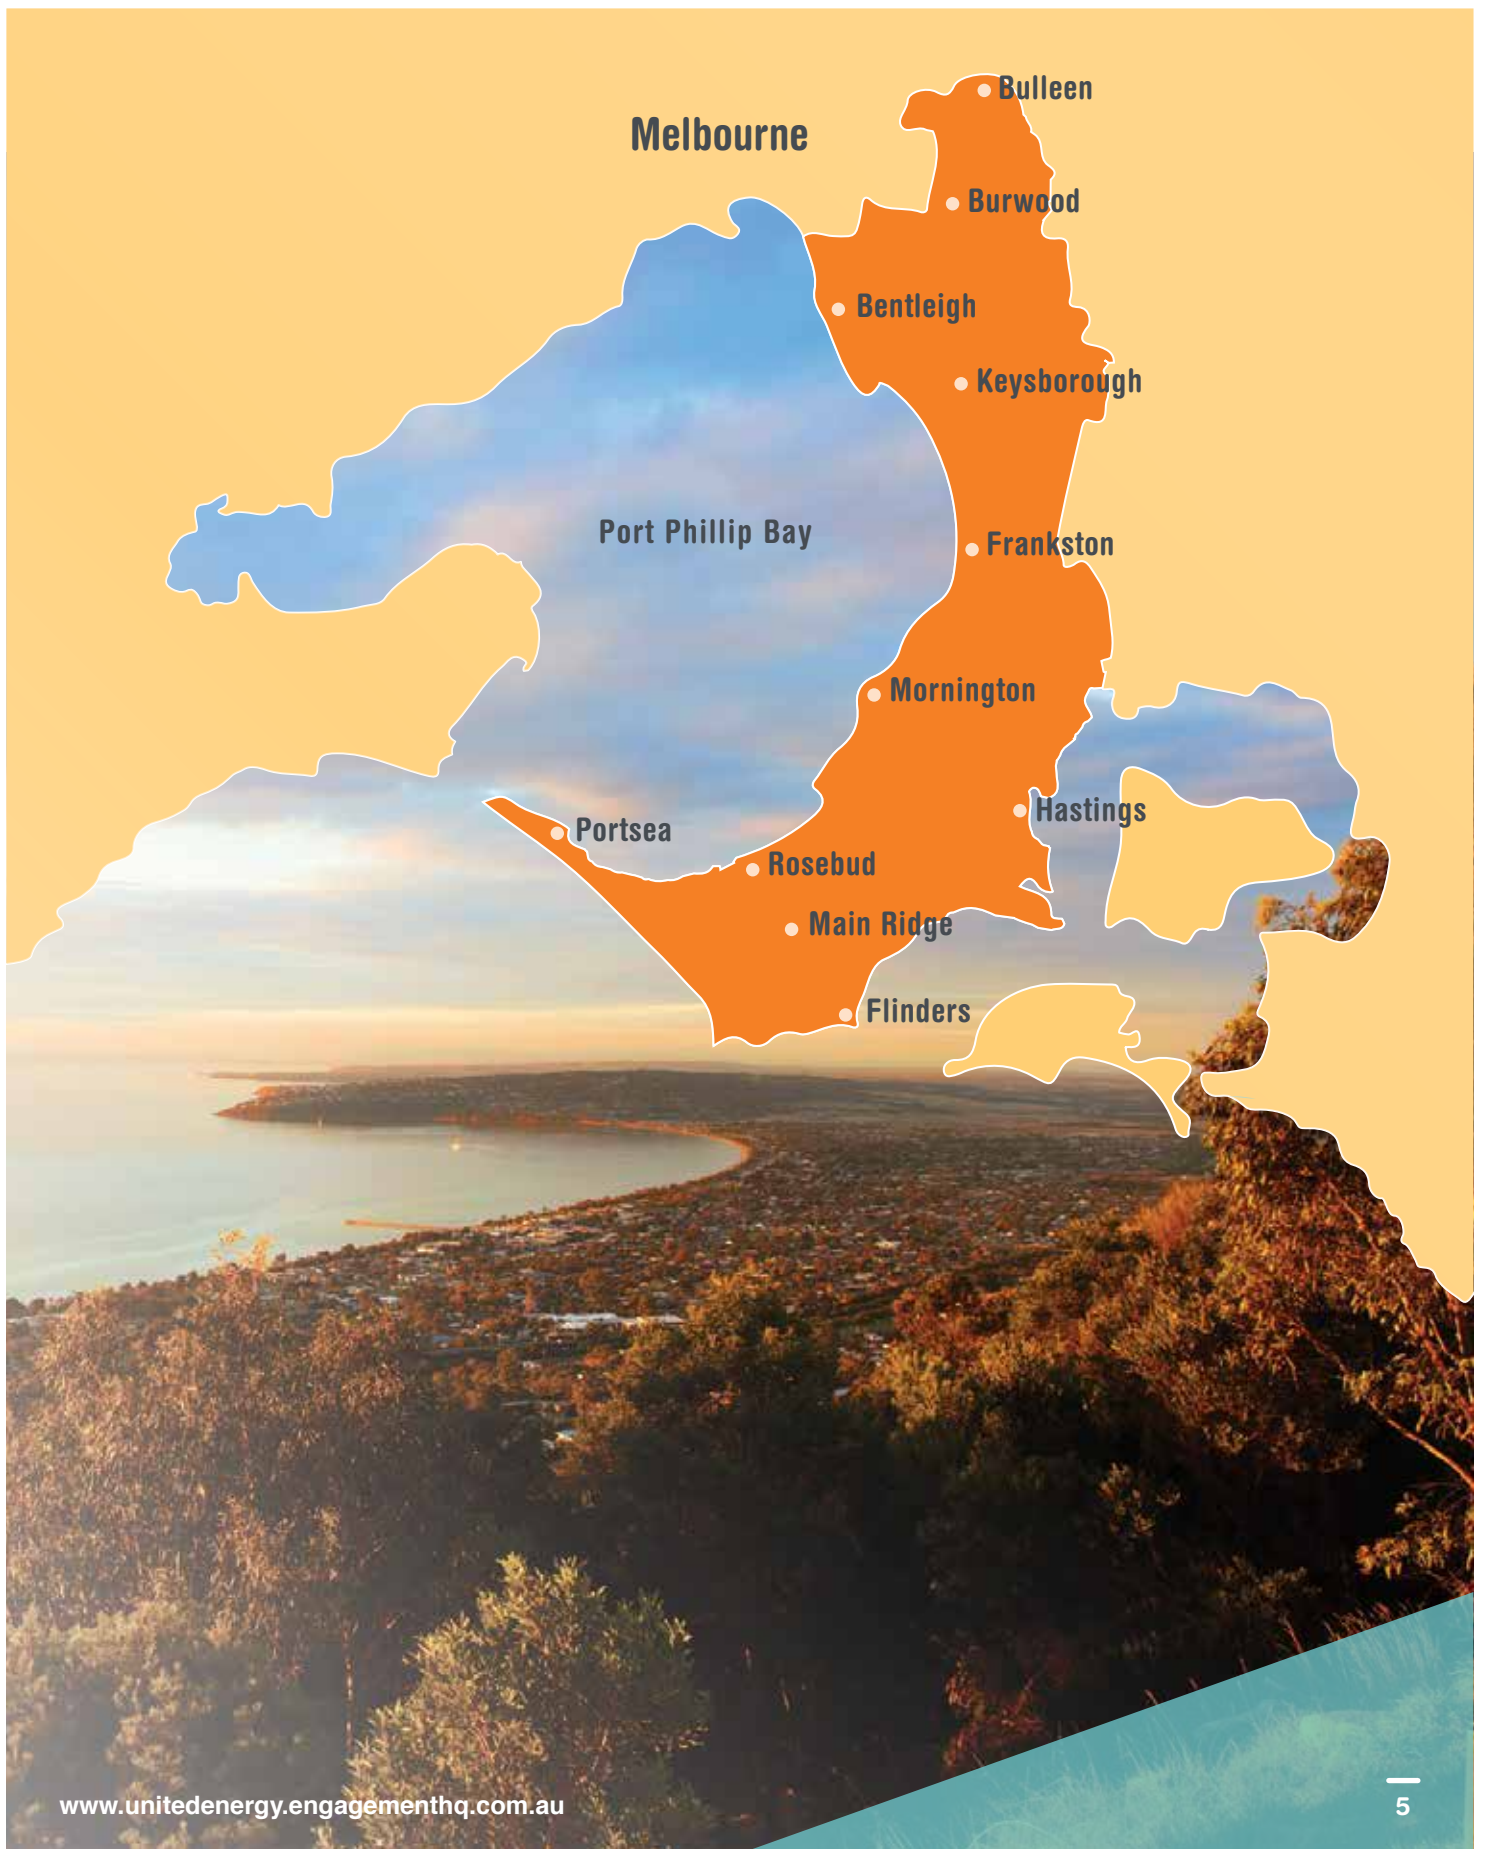 Bulleen
Melbourne
Burwood
Bentleigh
Keysborough
Port Phillip Bay
Frankston
Mornington
Hastings
Portsea
Rosebud
Main Ridge
Flinders
www.unitedenergy.engagementhq.com.au
5